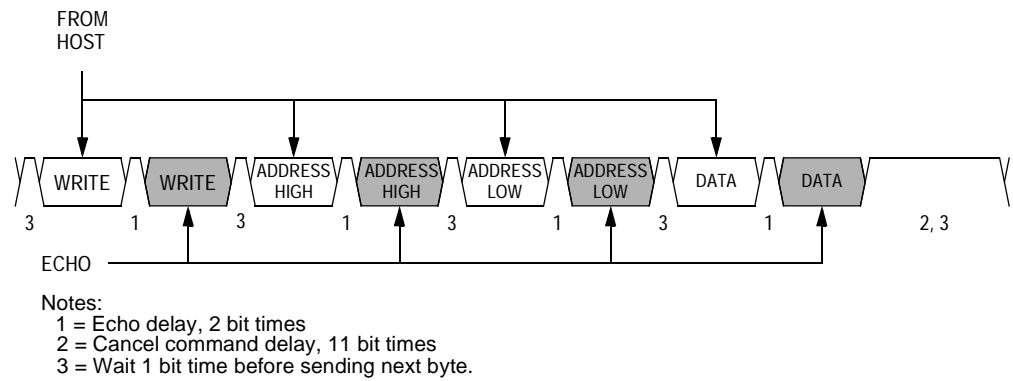 FROM
HOST
WRITE WRITE ADDRESS HIGH ADDRESS HIGH ADDRESS LOW ADDRESS LOW DATA DATA
3 1 3 1 3 1 3 1 2, 3
ECHO
Notes:
1 = Echo delay, 2 bit times
2 = Cancel command delay, 11 bit times
3 = Wait 1 bit time before sending next byte.